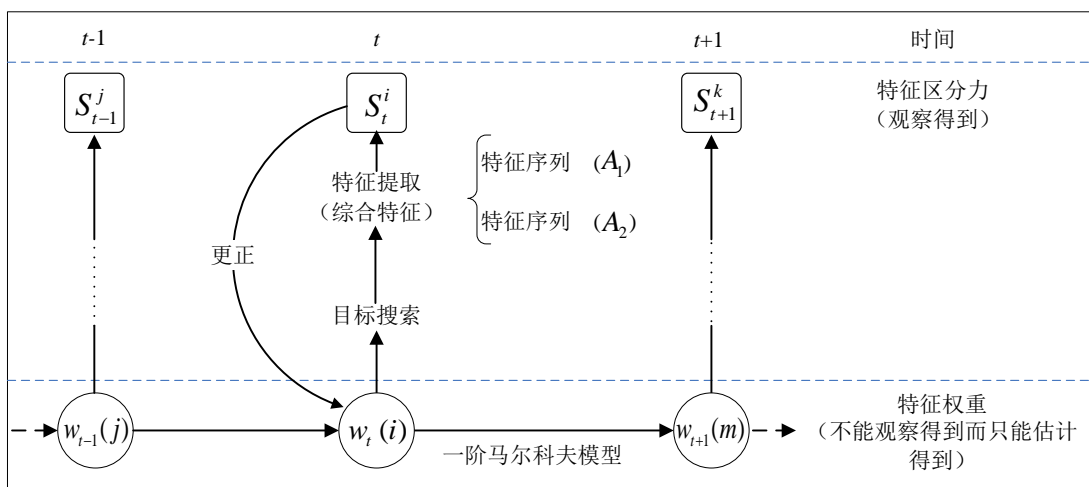 t-1 t t+1 时间
S_{t-1}^{j} S_{t}^{i} S_{t+1}^{k} 特征区分力
（观察得到）
特征序列 (A_1)
特征提取
（综合特征）
特征序列 (A_2)
更正
目标搜索
w_{t-1}(j) w_{t}(i) w_{t+1}(m) 特征权重
（不能观察得到而只能估计
得到）
一阶马尔科夫模型